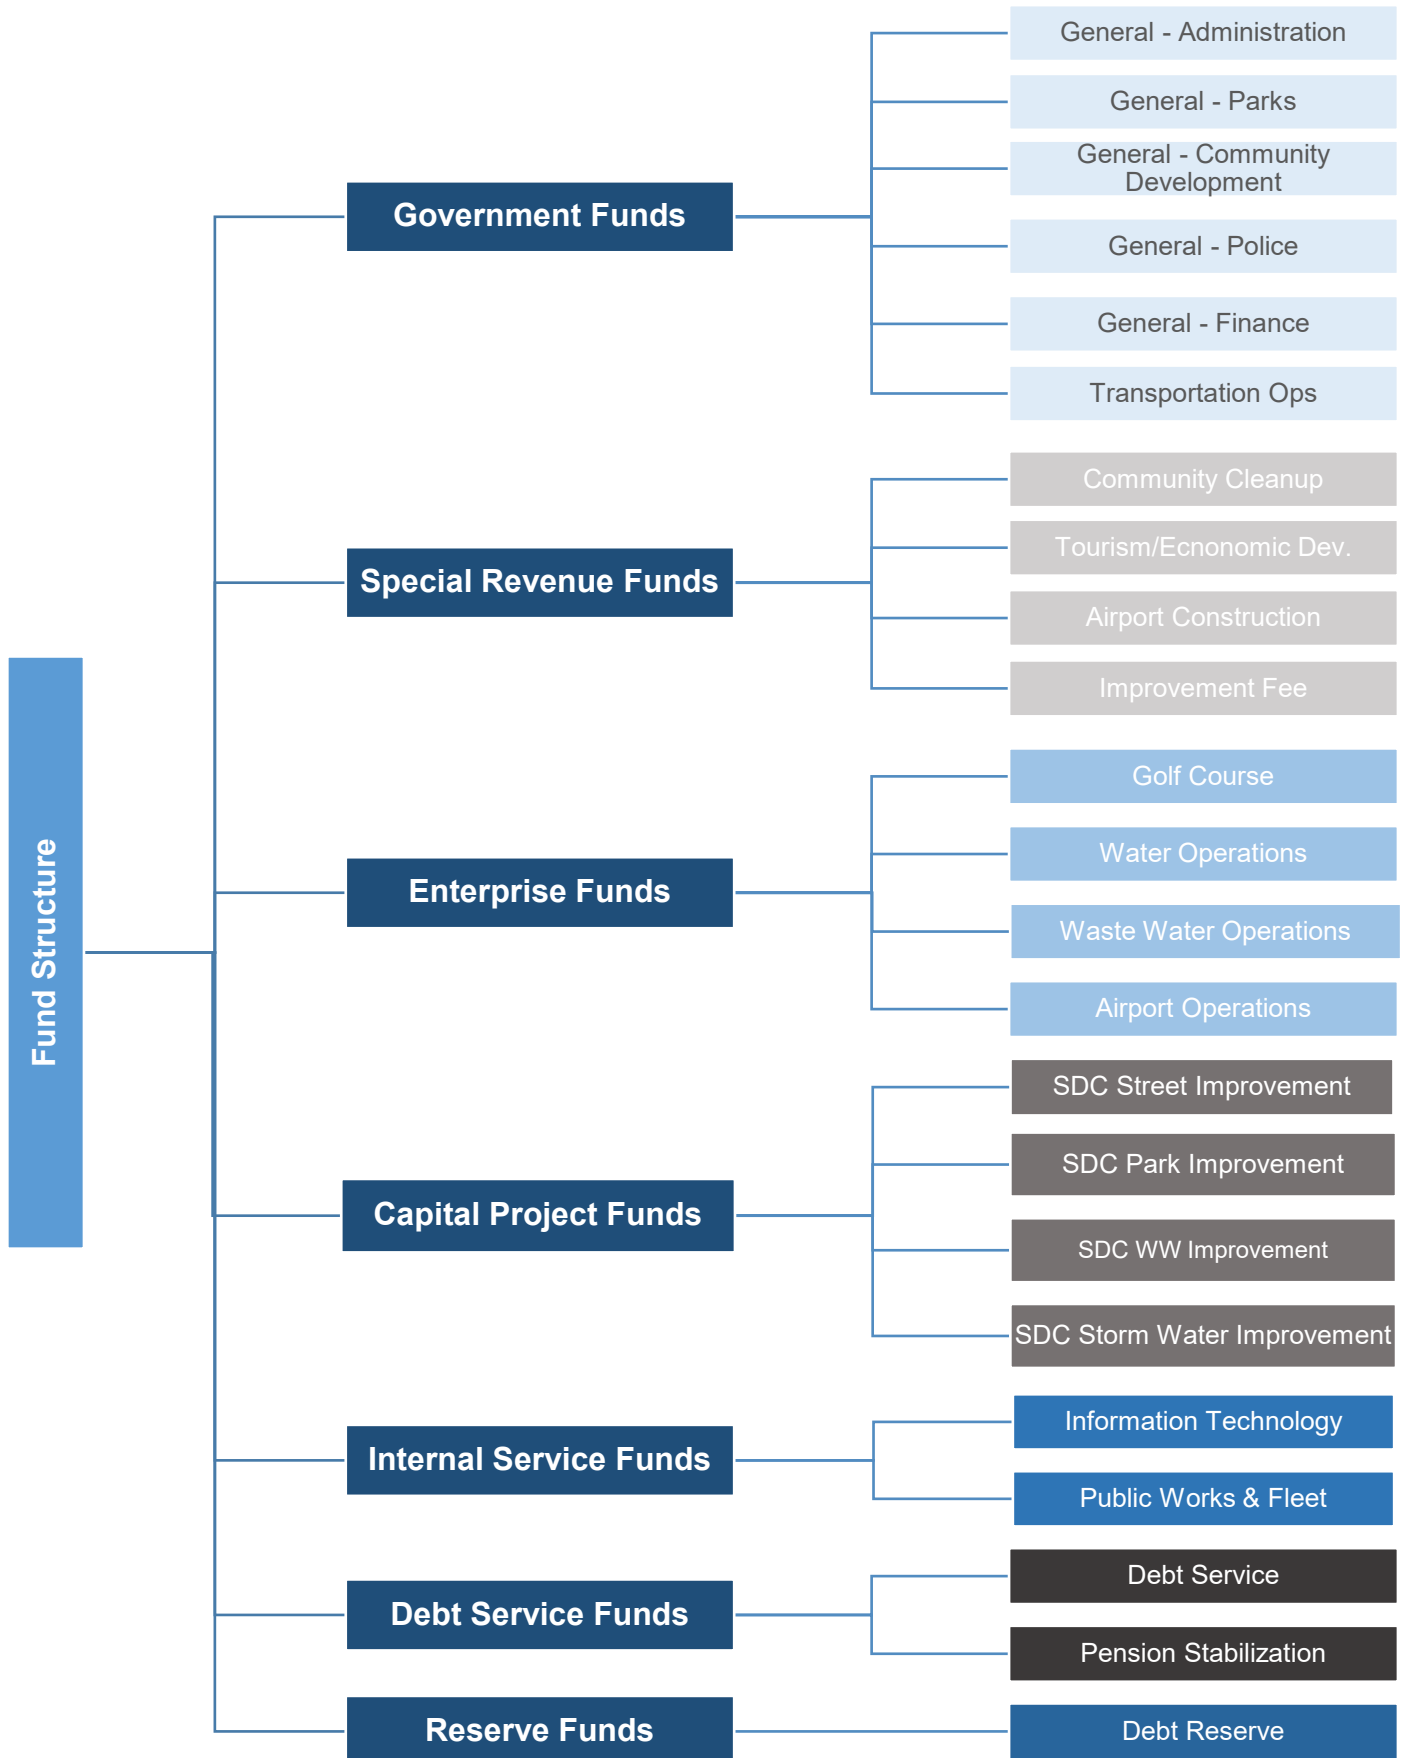 Fund Structure
Government Funds
General - Administration
General - Parks
General - Community
Development
General - Police
General - Finance
Transportation Ops
Special Revenue Funds
Community Cleanup
Tourism/Ecnonomic Dev.
Airport Construction
Improvement Fee
Enterprise Funds
Golf Course
Water Operations
Waste Water Operations
Airport Operations
Capital Project Funds
SDC Street Improvement
SDC Park Improvement
SDC WW Improvement
SDC Storm Water Improvement
Internal Service Funds
Information Technology
Public Works & Fleet
Debt Service Funds
Debt Service
Pension Stabilization
Reserve Funds
Debt Reserve